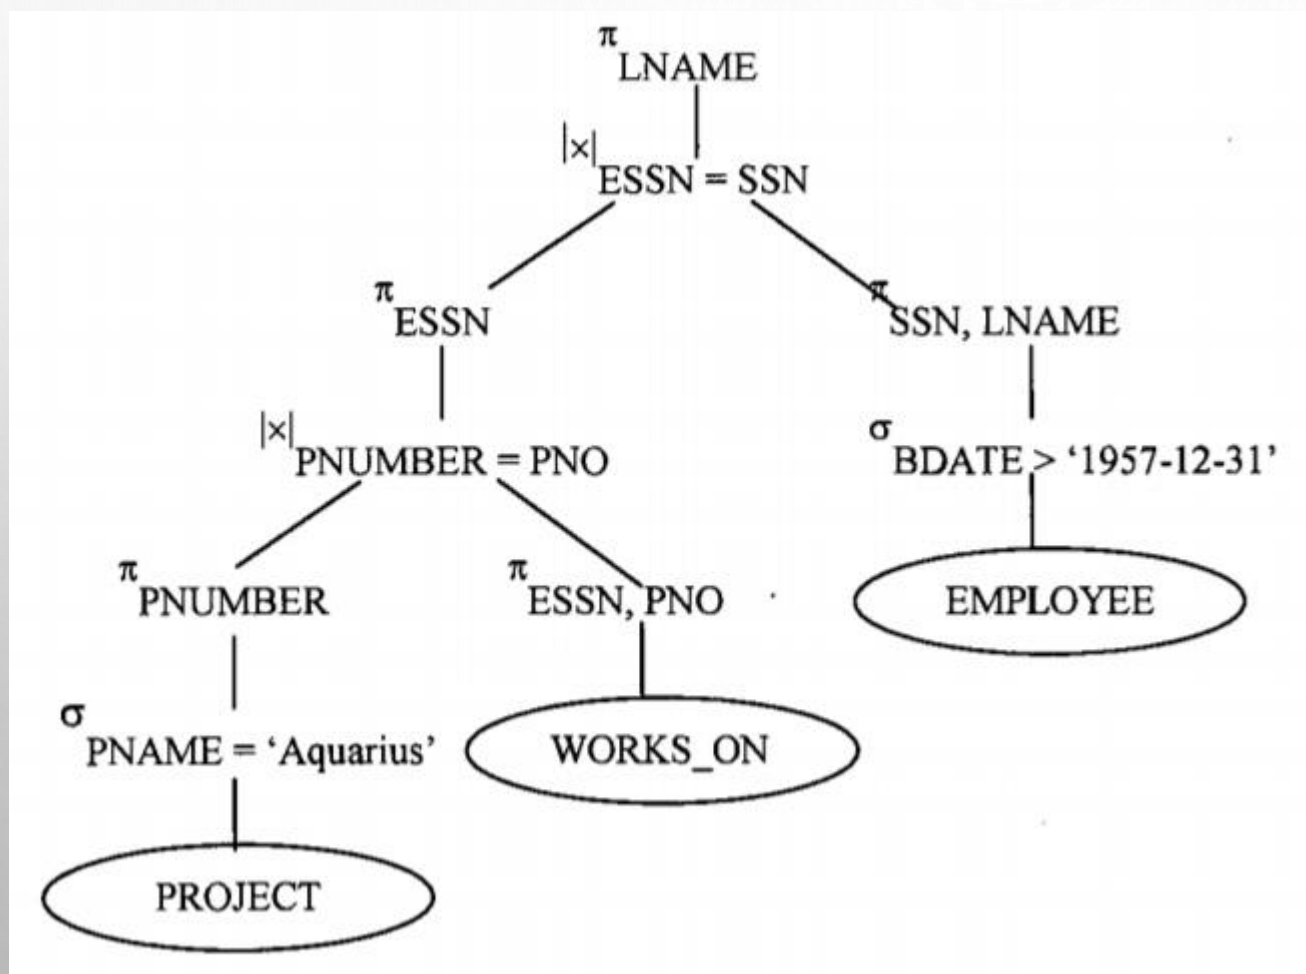 π
LNAME
|×|
ESSN = SSN
π
ESSN
π
SSN, LNAME
|×|
PNUMBER = PNO
σ
BDATE > ‘1957-12-31’
π
PNUMBER
π
ESSN, PNO
EMPLOYEE
σ
PNAME = ‘Aquarius’
WORKS_ON
PROJECT